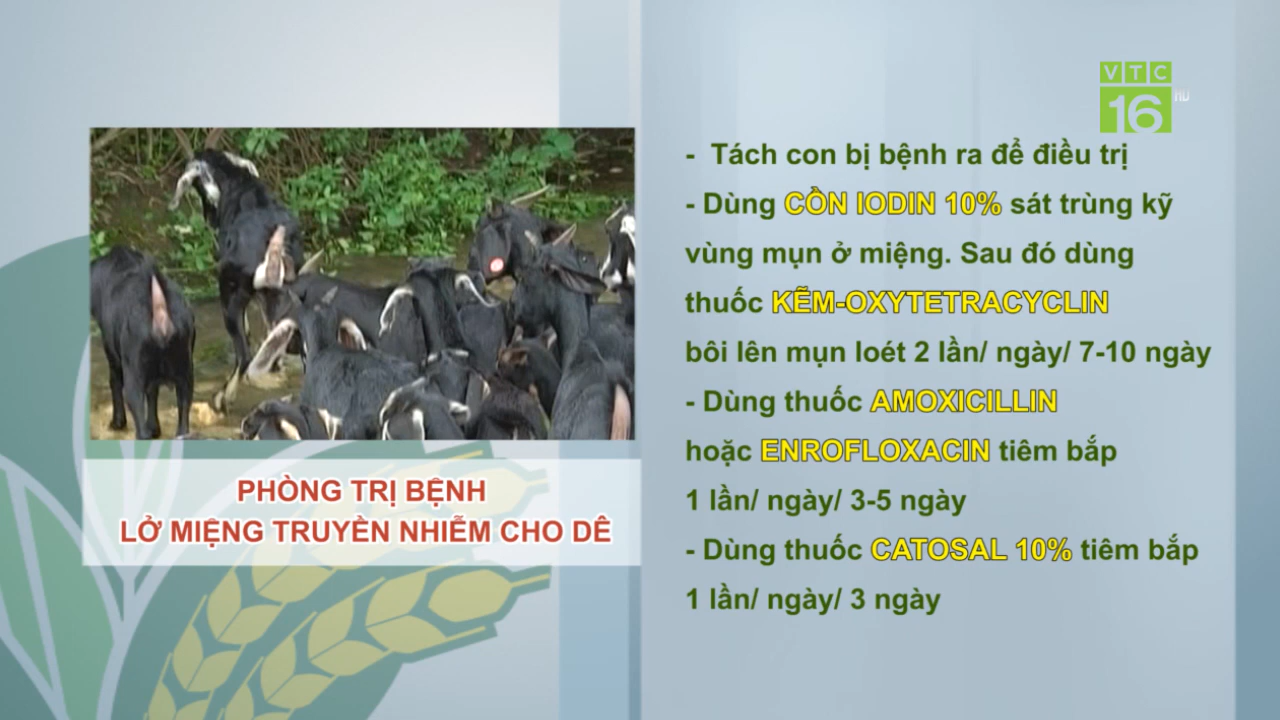 VTC
16 HD
- Tách con bị bệnh ra để điều trị
- Dùng CỒN IODIN 10% sát trùng kỹ
vùng mụn ở miệng. Sau đó dùng
thuốc KẼM-OXYTETRACYCLIN
bôi lên mụn loét 2 lần/ ngày/ 7-10 ngày
- Dùng thuốc AMOXICILLIN
hoặc ENROFLOXACIN tiêm bắp
1 lần/ ngày/ 3-5 ngày
- Dùng thuốc CATOSAL 10% tiêm bắp
1 lần/ ngày/ 3 ngày
PHÒNG TRỊ BỆNH
LỞ MIỆNG TRUYỀN NHIỄM CHO DÊ